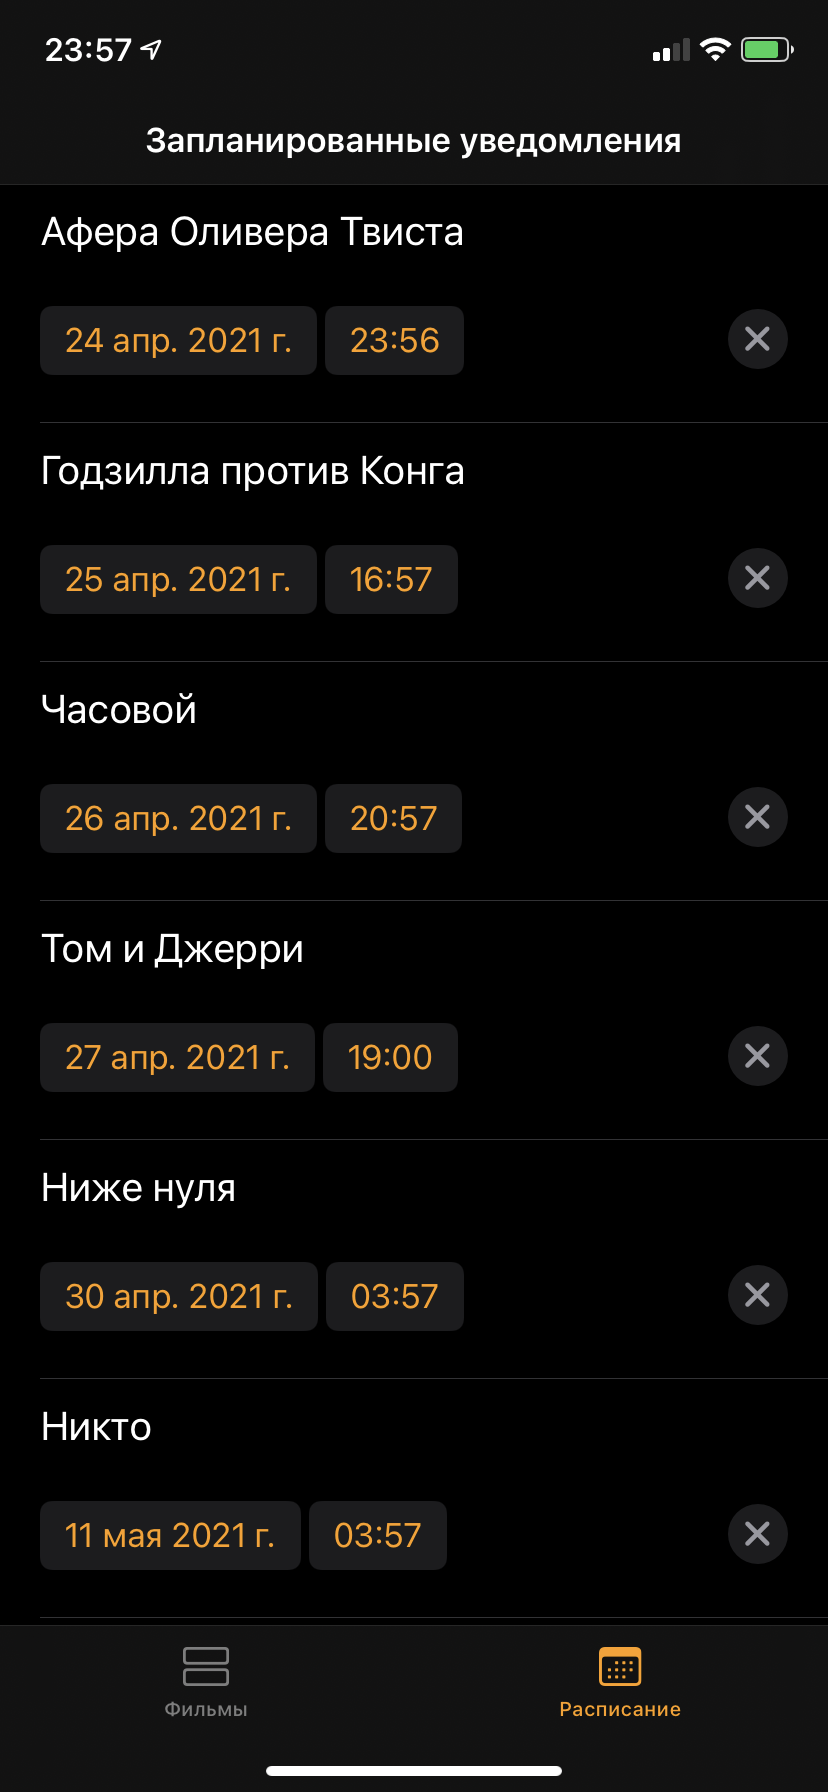 23:57
Запланированные уведомления
Афера Оливера Твиста
24 апр. 2021 г. 23:56
Годзилла против Конга
25 апр. 2021 г. 16:57
Часовой
26 апр. 2021 г. 20:57
Том и Джерри
27 апр. 2021 г. 19:00
Ниже нуля
30 апр. 2021 г. 03:57
Никто
11 мая 2021 г. 03:57
Фильмы Расписание